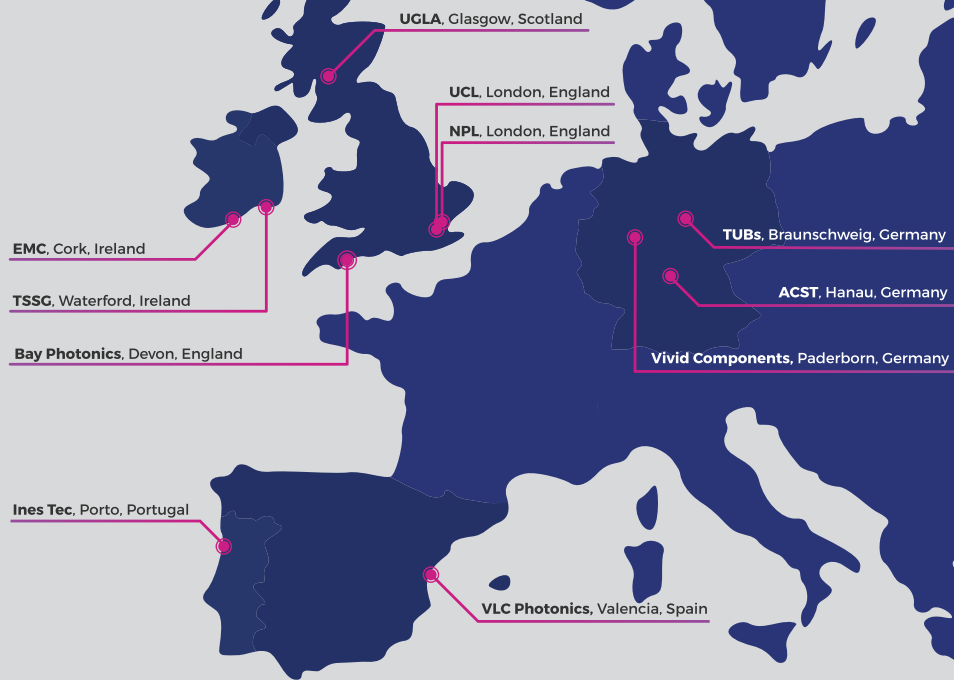 UGLA, Glasgow, Scotland
UCL, London, England
NPL, London, England
TUBs, Braunschweig, Germany
EMC, Cork, Ireland
ACST, Hanau, Germany
TSSG, Waterford, Ireland
Bay Photonics, Devon, England
Vivid Components, Paderborn, Germany
Ines Tec, Porto, Portugal
VLC Photonics, Valencia, Spain